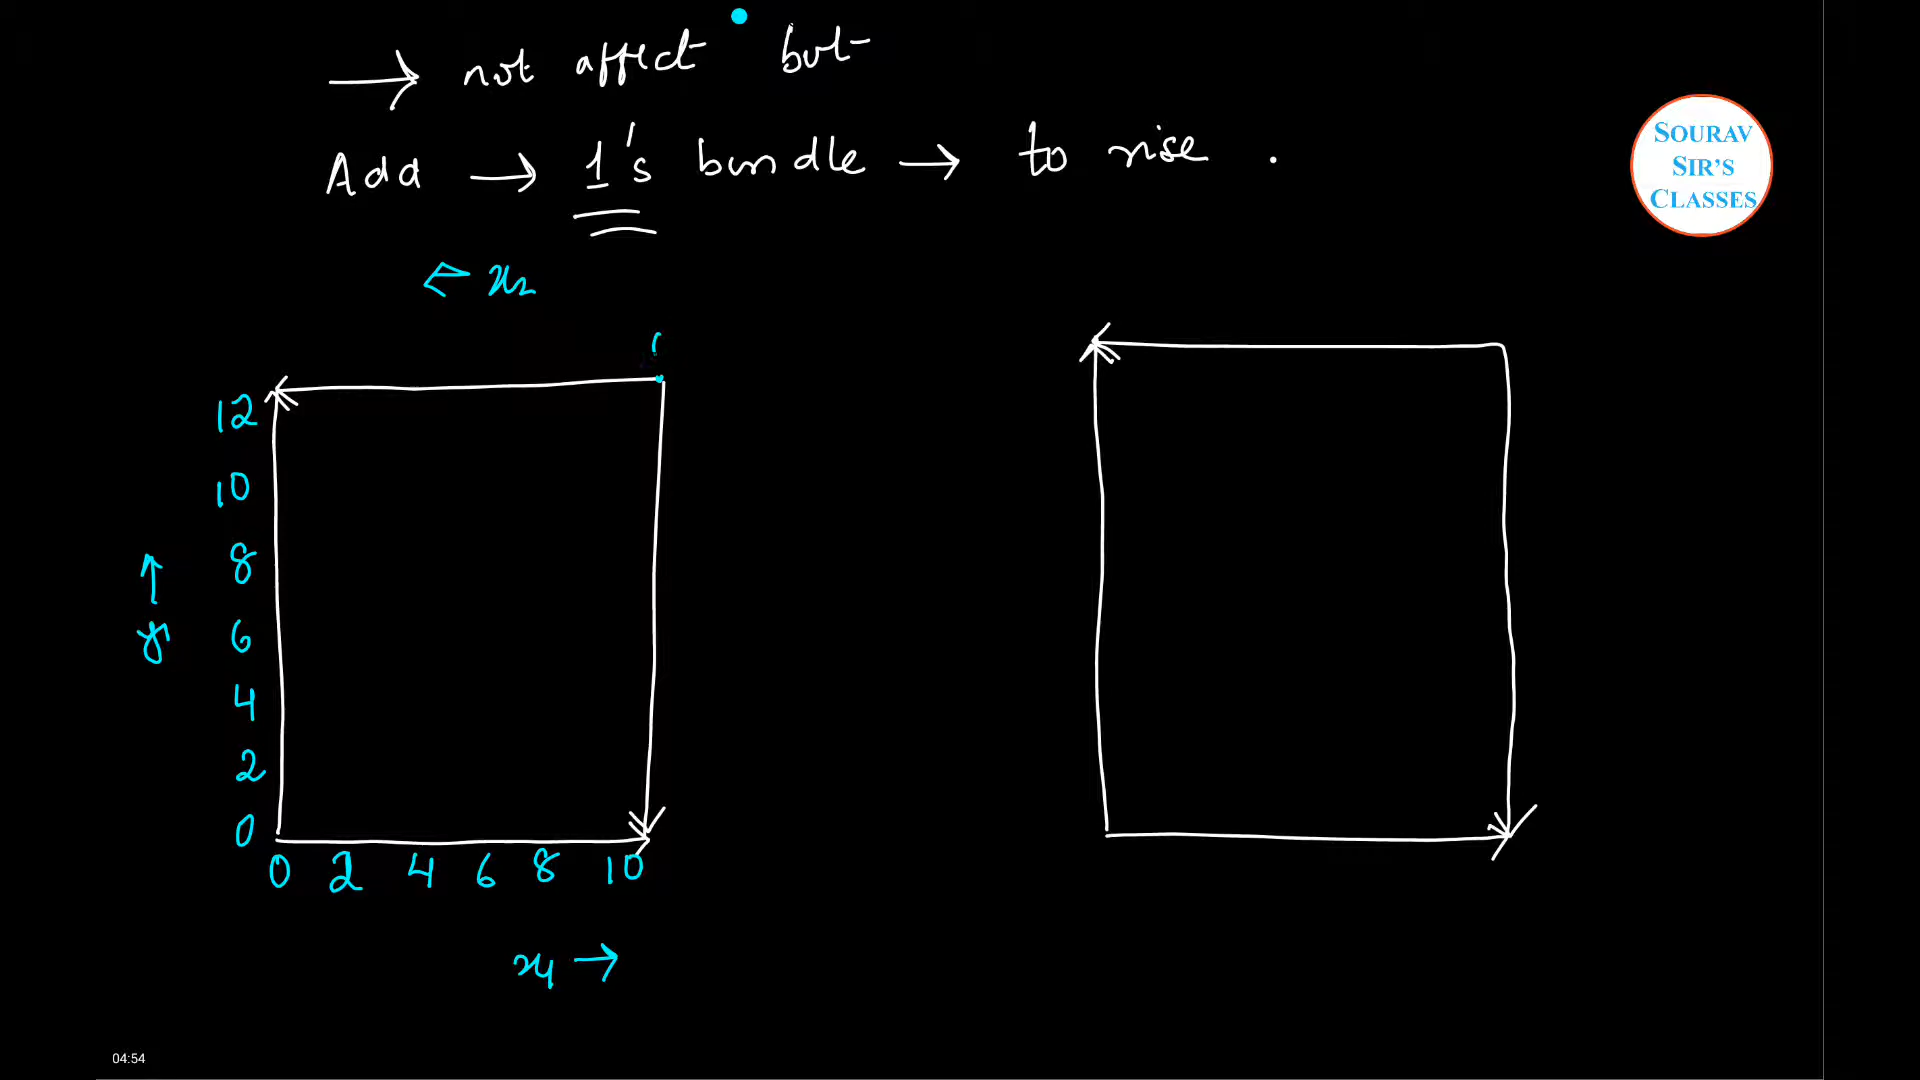 → not affect but
Add → 1's bundle → to rise .
SOURAV
SIR'S
CLASSES
← x₂
12
10
8
↑
6
4
2
0
0 2 4 6 8 10
x₁ →
04:54